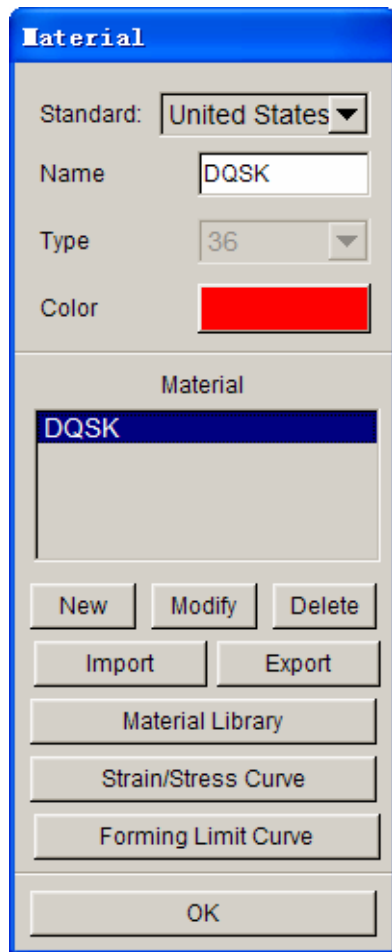 Material
Standard: United States
Name DQSK
Type 36
Color
Material
DQSK
New Modify Delete
Import Export
Material Library
Strain/Stress Curve
Forming Limit Curve
OK